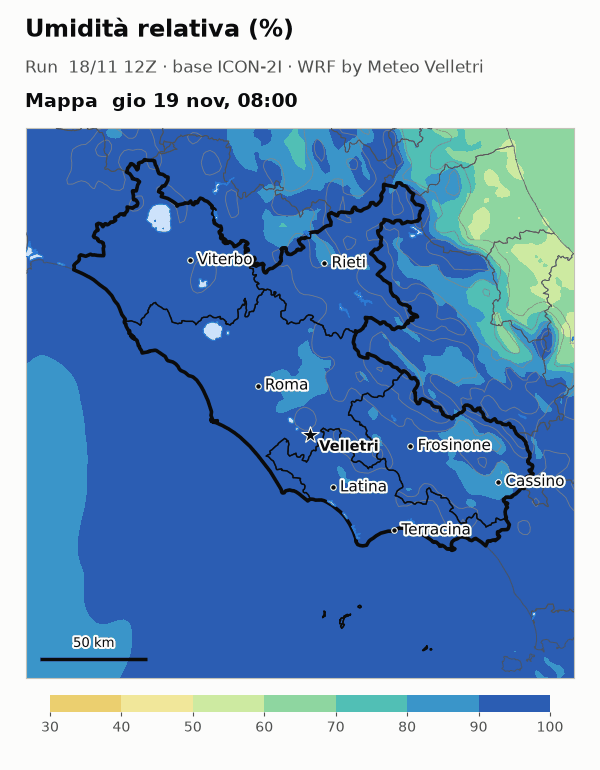 Umidità relativa (%)
Run 18/11 12Z · base ICON-2I · WRF by Meteo Velletri
Mappa gio 19 nov, 08:00
Viterbo
Rieti
Roma
Velletri
Frosinone
Cassino
Latina
Terracina
50 km
30 40 50 60 70 80 90 100